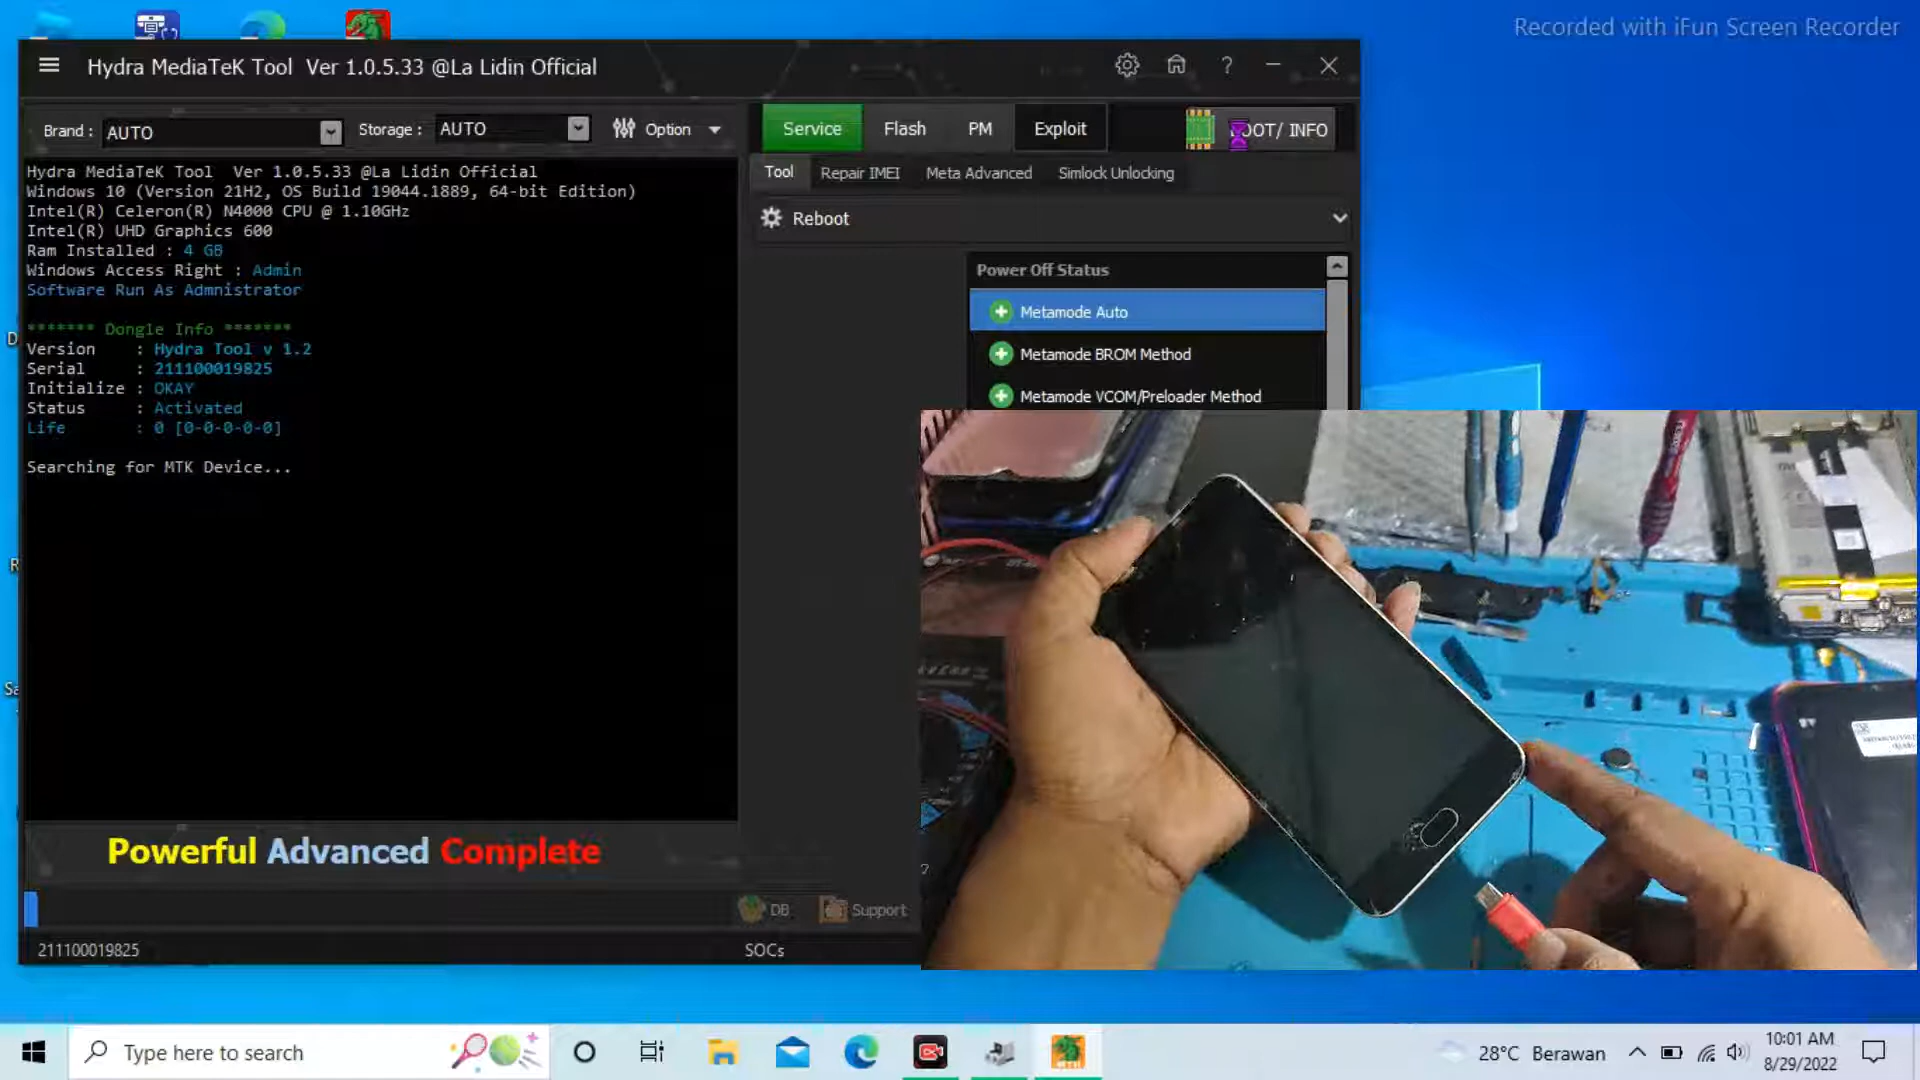 Recorded with iFun Screen Recorder
Hydra MediaTeK Tool Ver 1.0.5.33 @La Lidin Official
Brand : AUTO Storage : AUTO Option
Service Flash PM Exploit OOT/ INFO
Tool Repair IMEI Meta Advanced Simlock Unlocking
Reboot
Power Off Status
Metamode Auto
Metamode BROM Method
Metamode VCOM/Preloader Method
Hydra MediaTeK Tool Ver 1.0.5.33 @La Lidin Official
Windows 10 (Version 21H2, OS Build 19044.1889, 64-bit Edition)
Intel(R) Celeron(R) N4000 CPU @ 1.10GHz
Intel(R) UHD Graphics 600
Ram Installed : 4 GB
Windows Access Right : Admin
Software Run As Admnistrator
******* Dongle Info *******
Version : Hydra Tool v 1.2
Serial : 211100019825
Initialize : OKAY
Status : Activated
Life : 0 [0-0-0-0-0]
Searching for MTK Device...
Powerful Advanced Complete
DB Support
211100019825 SOCs
Type here to search
28°C Berawan
10:01 AM
8/29/2022